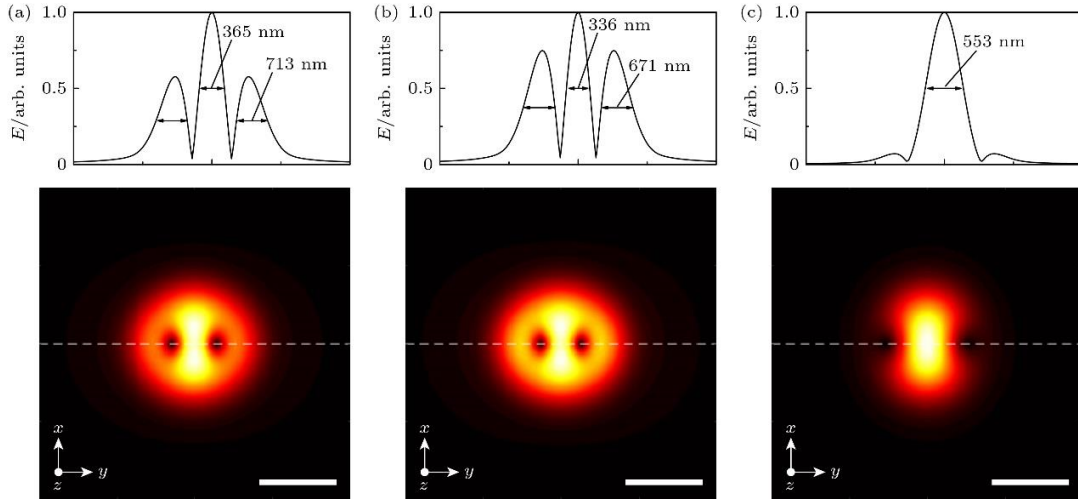 (a)
E/arb. units
1.0
0.5
0
365 nm
713 nm
x
y
z
(b)
E/arb. units
1.0
0.5
0
336 nm
671 nm
x
y
z
(c)
E/arb. units
1.0
0.5
0
553 nm
x
y
z